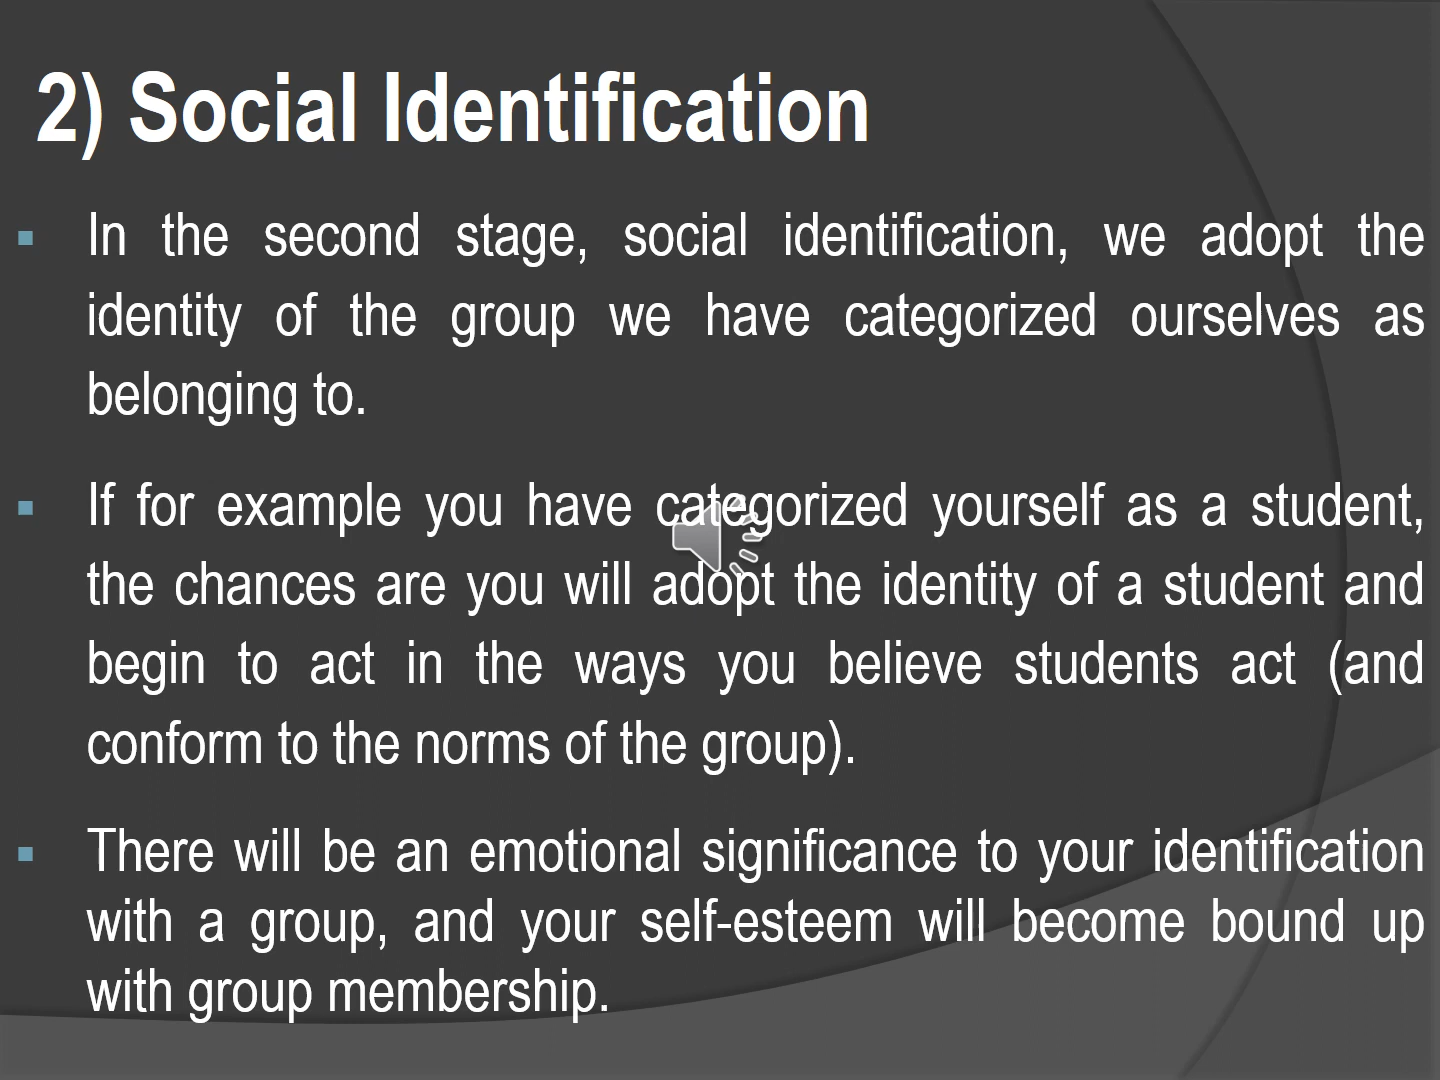 2) Social Identification
In the second stage, social identification, we adopt the
identity of the group we have categorized ourselves as
belonging to.
If for example you have categorized yourself as a student,
the chances are you will adopt the identity of a student and
begin to act in the ways you believe students act (and
conform to the norms of the group).
There will be an emotional significance to your identification
with a group, and your self-esteem will become bound up
with group membership.